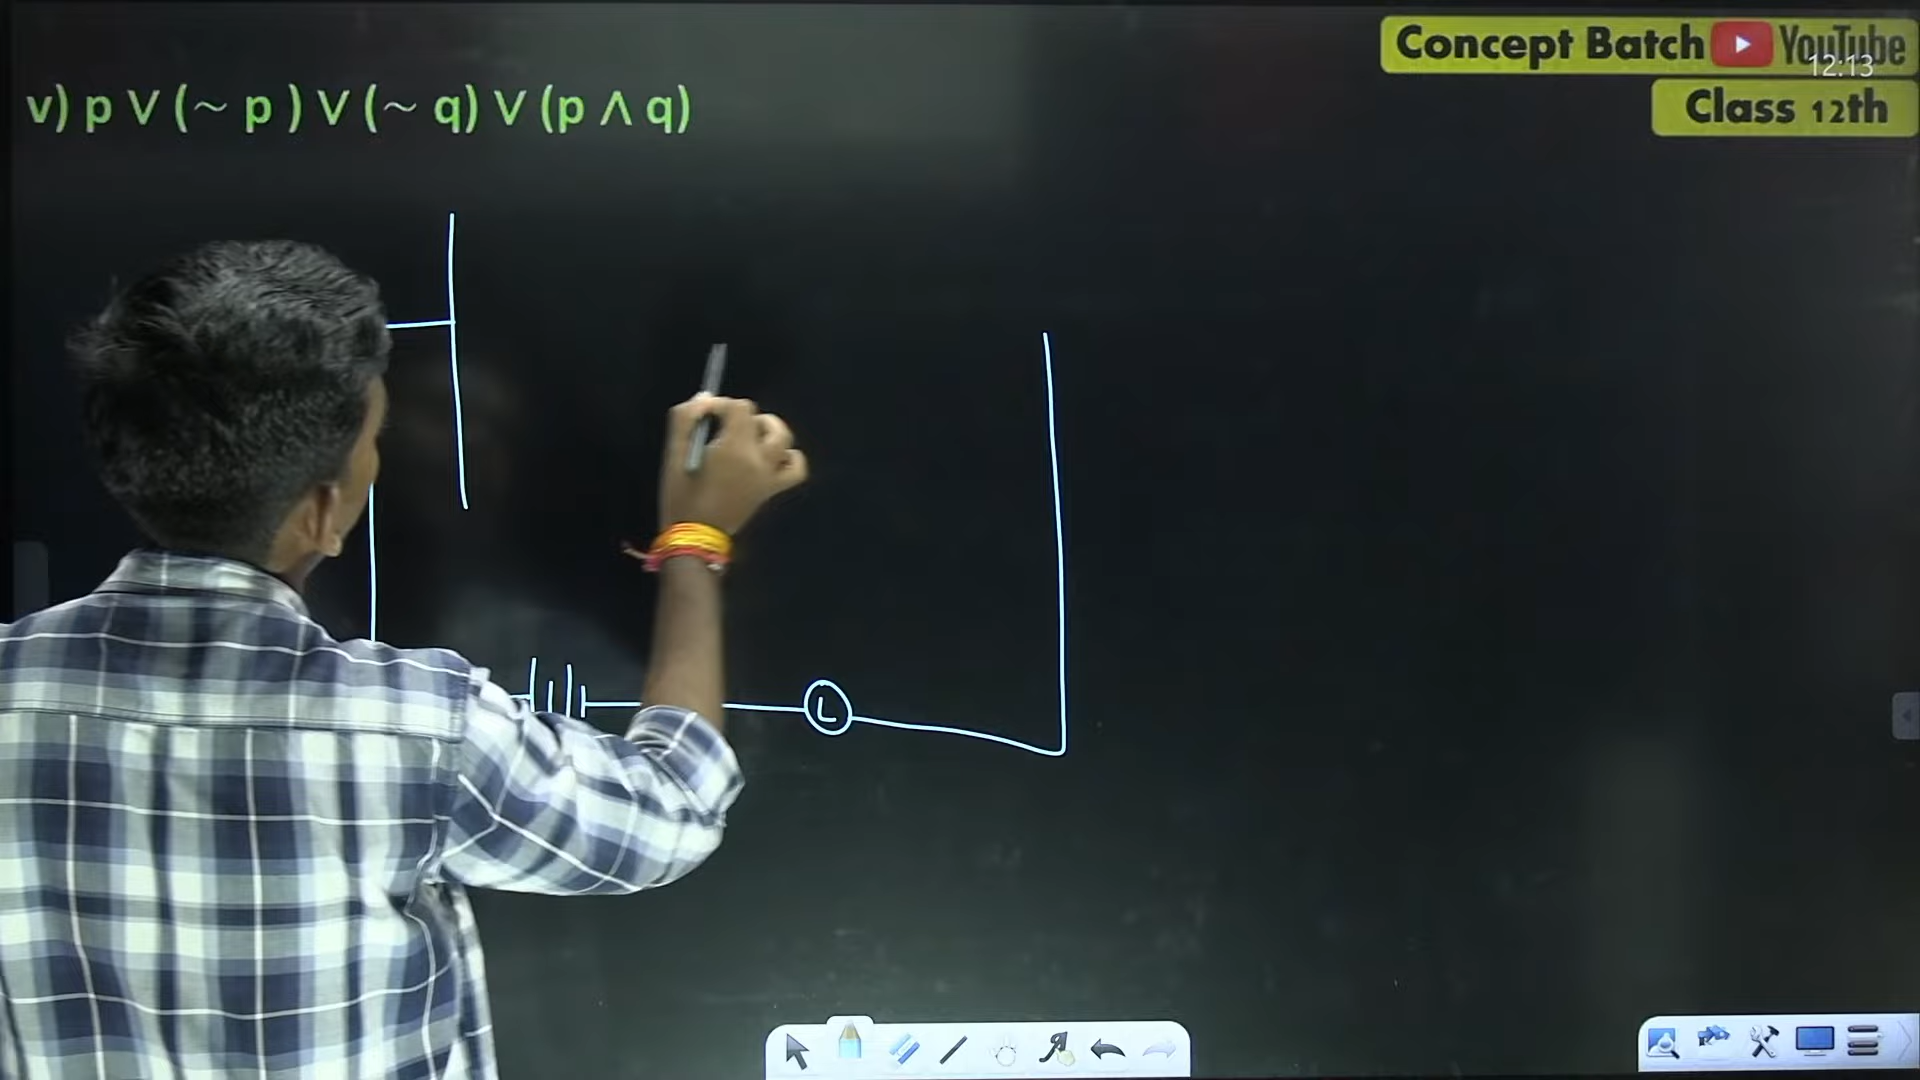 Concept Batch YouTube
12:13
Class 12th
v) p V (~ p ) V (~ q) V (p Λ q)
L